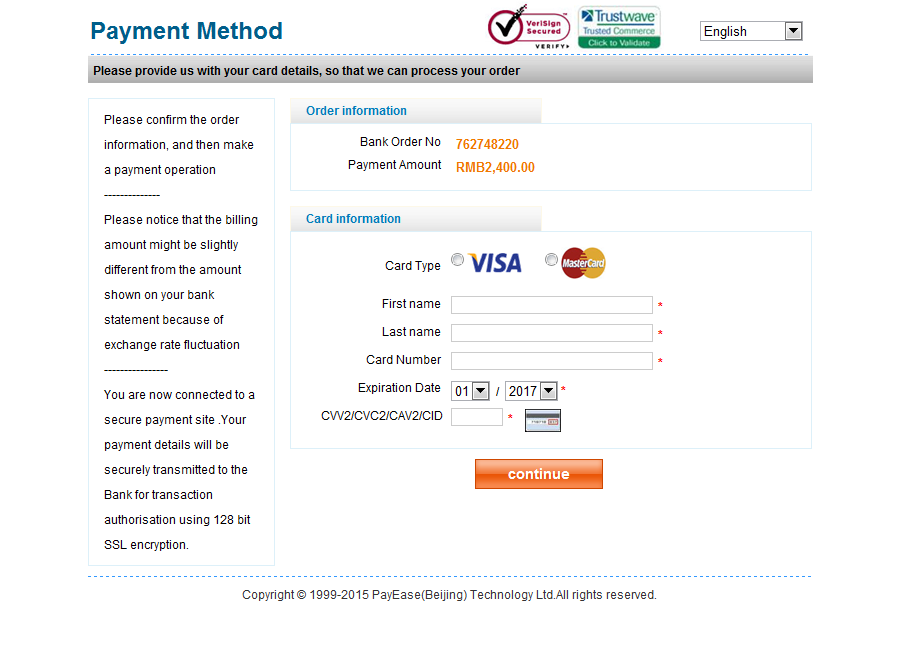 Payment Method
VeriSign
Secured
VERIFY
Trustwave
Trusted Commerce
Click to Validate
English
Please provide us with your card details, so that we can process your order
Please confirm the order
information, and then make
a payment operation
--------------
Please notice that the billing
amount might be slightly
different from the amount
shown on your bank
statement because of
exchange rate fluctuation
----------------
You are now connected to a
secure payment site .Your
payment details will be
securely transmitted to the
Bank for transaction
authorisation using 128 bit
SSL encryption.
Order information
Bank Order No 762748220
Payment Amount RMB2,400.00
Card information
Card Type VISA MasterCard
First name *
Last name *
Card Number *
Expiration Date 01 / 2017 *
CVV2/CVC2/CAV2/CID *
continue
Copyright © 1999-2015 PayEase(Beijing) Technology Ltd.All rights reserved.